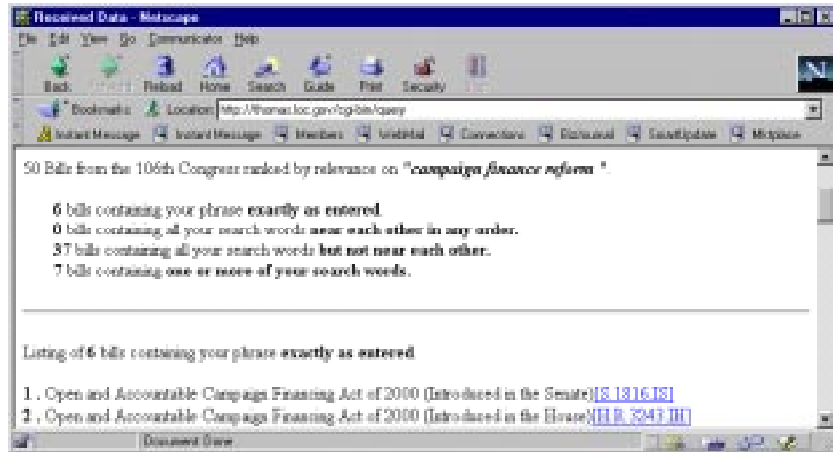 Received Data - Netscape
File Edit View Go Communicator Help
Back Reload Home Search Guide Print Security
Bookmarks Location: http://thomas.loc.gov/cgi-bin/query
Instant Message Instant Message Members WebMail Connections BizJournal SmartUpdate Mktplace
50 Bills from the 106th Congress ranked by relevance on "campaign finance reform ".
6 bills containing your phrase exactly as entered.
0 bills containing all your search words near each other in any order.
37 bills containing all your search words but not near each other.
7 bills containing one or more of your search words.
Listing of 6 bills containing your phrase exactly as entered.
1 . Open and Accountable Campaign Financing Act of 2000 (Introduced in the Senate)[S.1816.IS]
2 . Open and Accountable Campaign Financing Act of 2000 (Introduced in the House)[H.R.3243.IH]
Document: Done